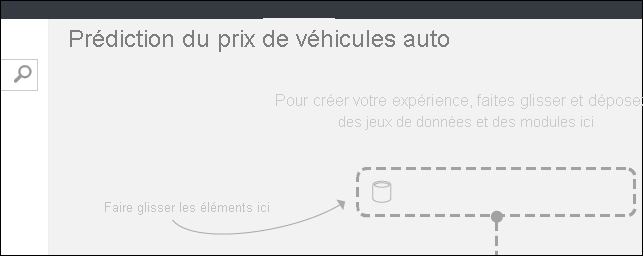 Prédiction du prix de véhicules auto
Pour créer votre expérience, faites glisser et déposez
des jeux de données et des modules ici
Faire glisser les éléments ici